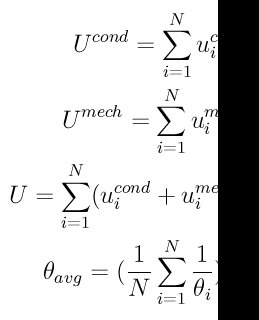 U^{cond} = \sum_{i=1}^{N} u_i^{c
U^{mech} = \sum_{i=1}^{N} u_i^{m
U = \sum_{i=1}^{N} (u_i^{cond} + u_i^{me
\theta_{avg} = (\frac{1}{N} \sum_{i=1}^{N} \frac{1}{\theta_i})